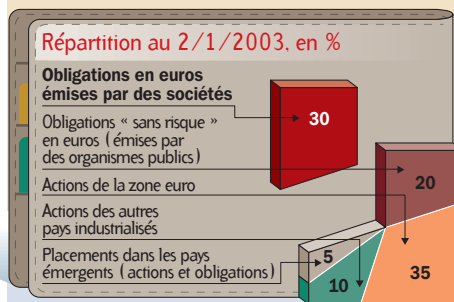 Répartition au 2/1/2003, en %
Obligations en euros
émises par des sociétés
30
Obligations « sans risque »
en euros (émises par
des organismes publics)
20
Actions de la zone euro
35
Actions des autres
pays industrialisés
10
Placements dans les pays
émergents (actions et obligations)
5